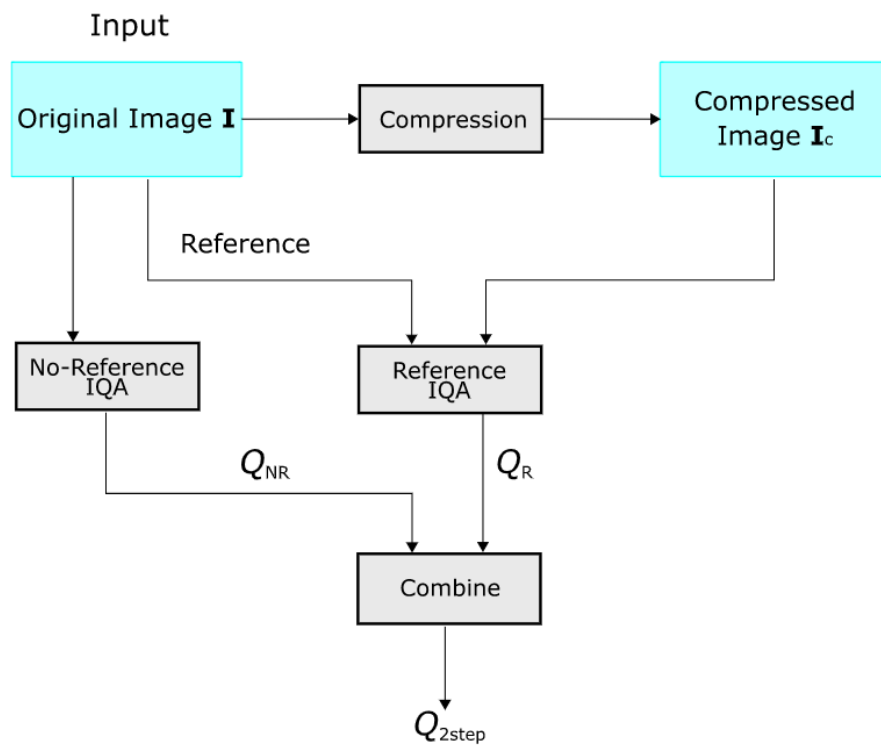 Input
Original Image I
Compression
Compressed
Image Ic
Reference
No-Reference
IQA
Reference
IQA
QNR
QR
Combine
Q2step